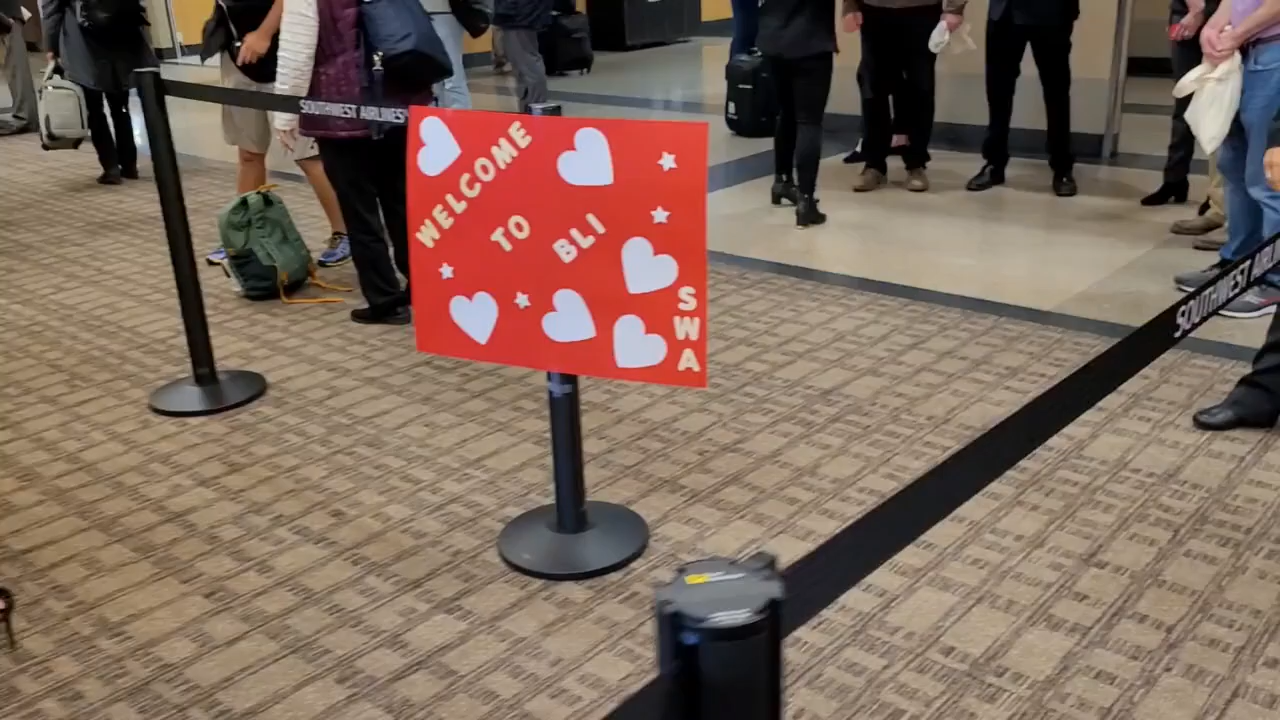 SOUTHWEST AIRLINES
WELCOME
TO
BLI
SWA
SOUTHWEST AIRL